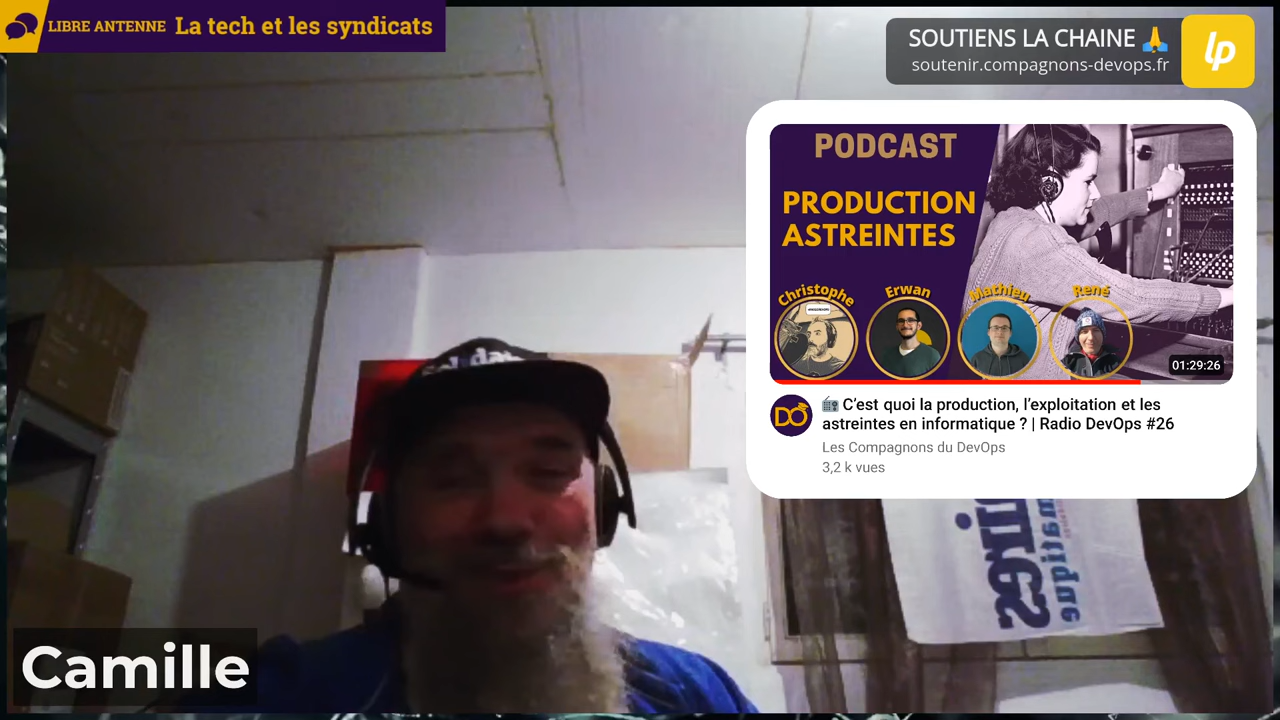 LIBRE ANTENNE La tech et les syndicats
SOUTIENS LA CHAINE 🙏
soutenir.compagnons-devops.fr
lp
PODCAST
PRODUCTION
ASTREINTES
Christophe
Erwan
Mathieu
René
01:29:26
DO
📻 C’est quoi la production, l’exploitation et les
astreintes en informatique ? | Radio DevOps #26
Les Compagnons du DevOps
3,2 k vues
Camille